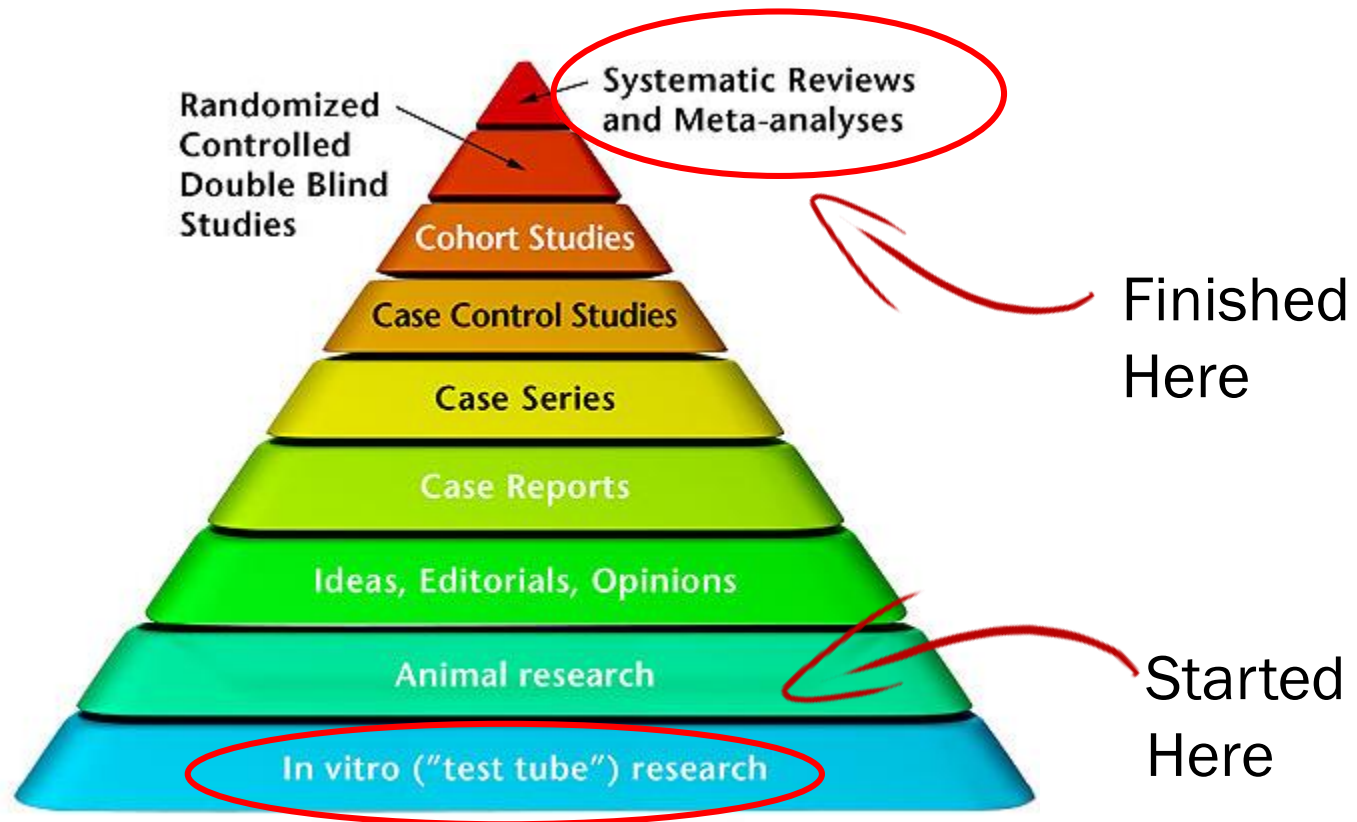 Systematic Reviews
and Meta-analyses
Randomized
Controlled
Double Blind
Studies
Cohort Studies
Case Control Studies
Finished
Here
Case Series
Case Reports
Ideas, Editorials, Opinions
Animal research
Started
Here
In vitro ("test tube") research